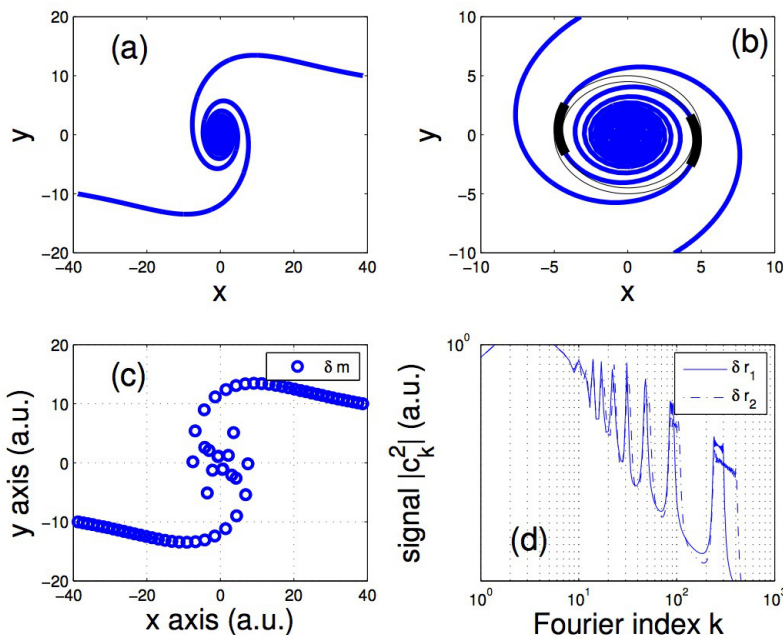 (a)
y
20
10
0
−10
−20
−40 −20 0 20 40
x
(b)
y
10
5
0
−5
−10
−10 −5 0 5 10
x
(c)
δ m
y axis (a.u.)
20
10
0
−10
−20
−40 −20 0 20 40
x axis (a.u.)
(d)
δ r₁
δ r₂
signal |c²ₖ| (a.u.)
10⁰
10⁰ 10¹ 10² 10³
Fourier index k